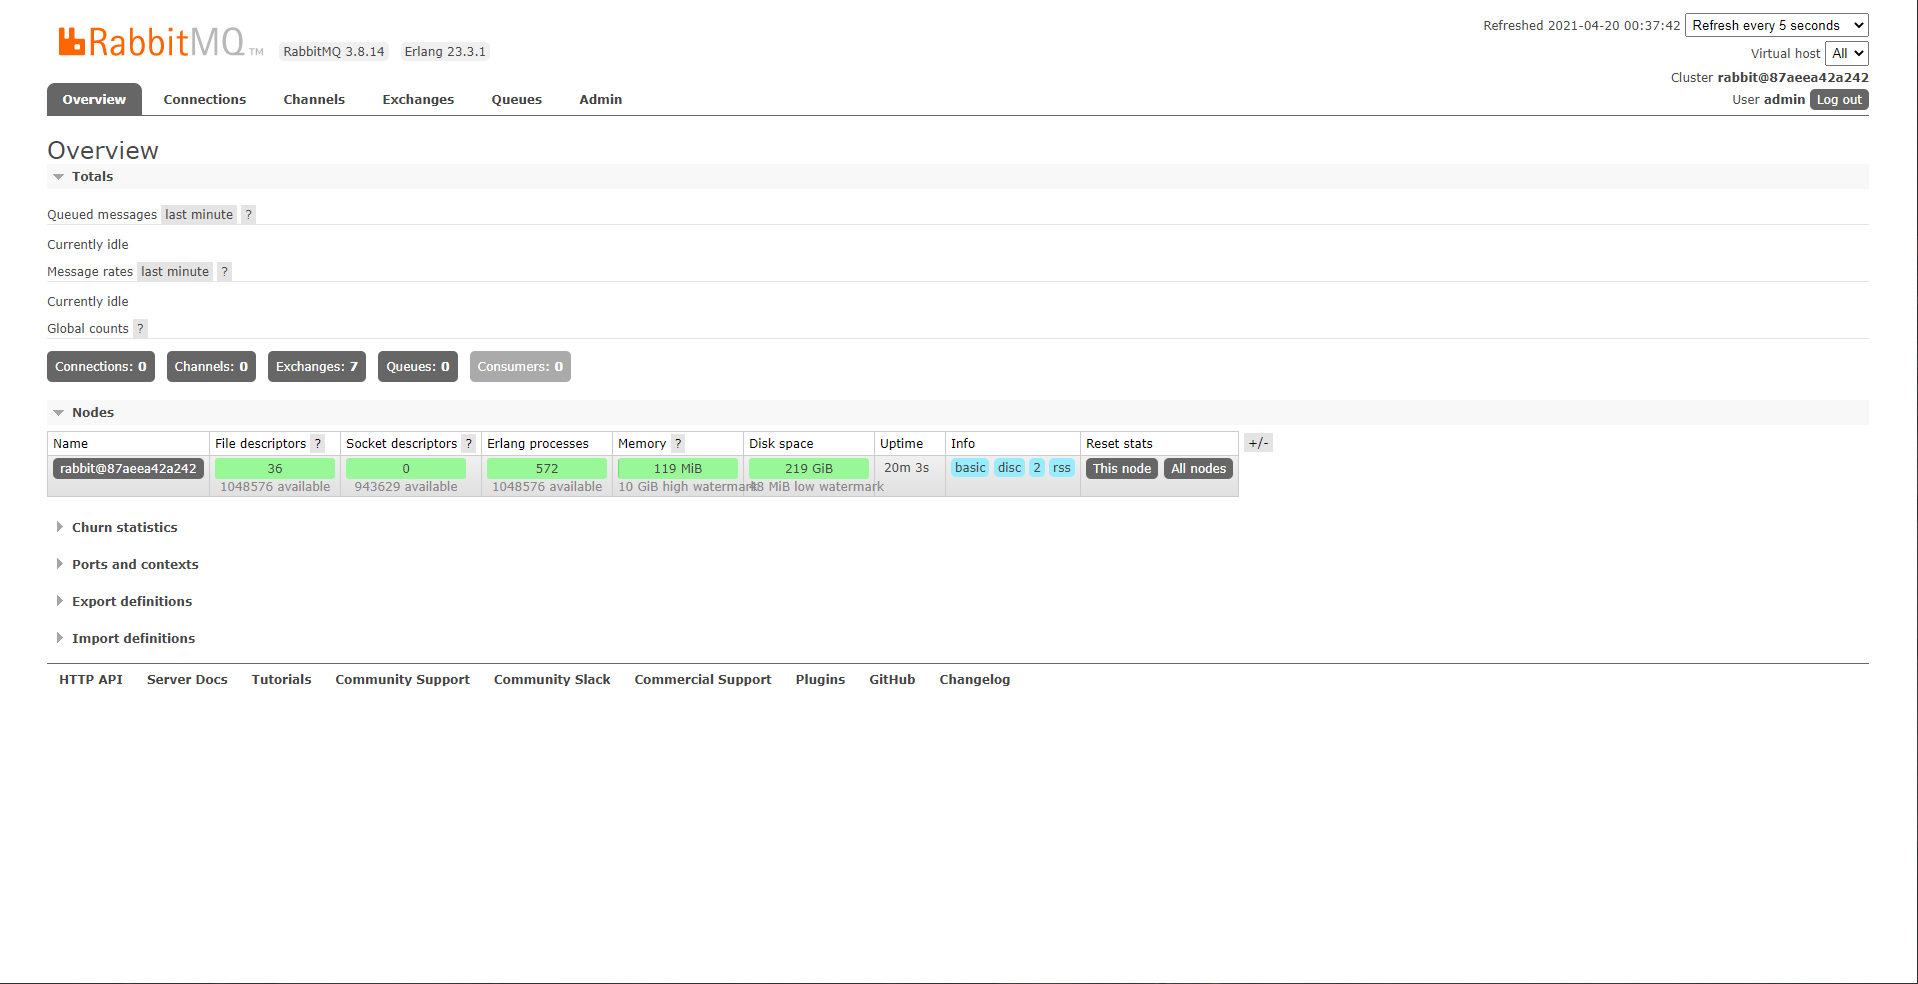 RabbitMQ TM RabbitMQ 3.8.14 Erlang 23.3.1
Refreshed 2021-04-20 00:37:42 Refresh every 5 seconds
Virtual host All
Cluster rabbit@87aeea42a242
User admin Log out
Overview Connections Channels Exchanges Queues Admin
Overview
Totals
Queued messages last minute ?
Currently idle
Message rates last minute ?
Currently idle
Global counts ?
Connections: 0 Channels: 0 Exchanges: 7 Queues: 0 Consumers: 0
Nodes
Name File descriptors ? Socket descriptors ? Erlang processes Memory ? Disk space Uptime Info Reset stats +/-
rabbit@87aeea42a242 36 0 572 119 MiB 219 GiB 20m 3s basic disc 2 rss This node All nodes
1048576 available 943629 available 1048576 available 10 GiB high watermark 48 MiB low watermark
Churn statistics
Ports and contexts
Export definitions
Import definitions
HTTP API Server Docs Tutorials Community Support Community Slack Commercial Support Plugins GitHub Changelog